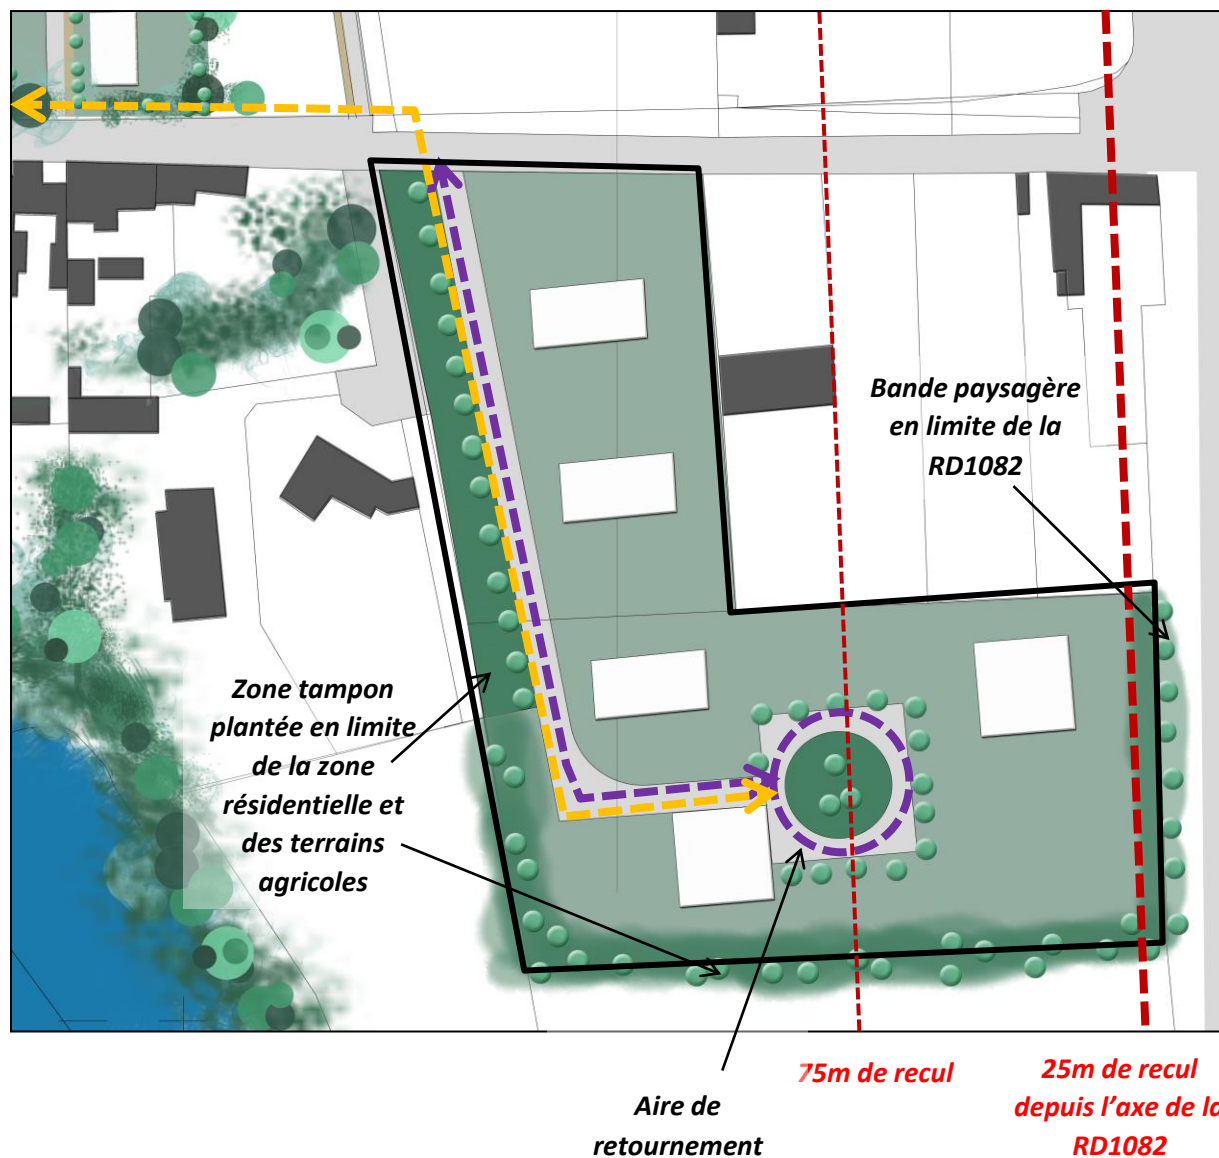 Bande paysagère
en limite de la
RD1082
Zone tampon
plantée en limite
de la zone
résidentielle et
des terrains
agricoles
75m de recul
25m de recul
depuis l’axe de la
RD1082
Aire de
retournement